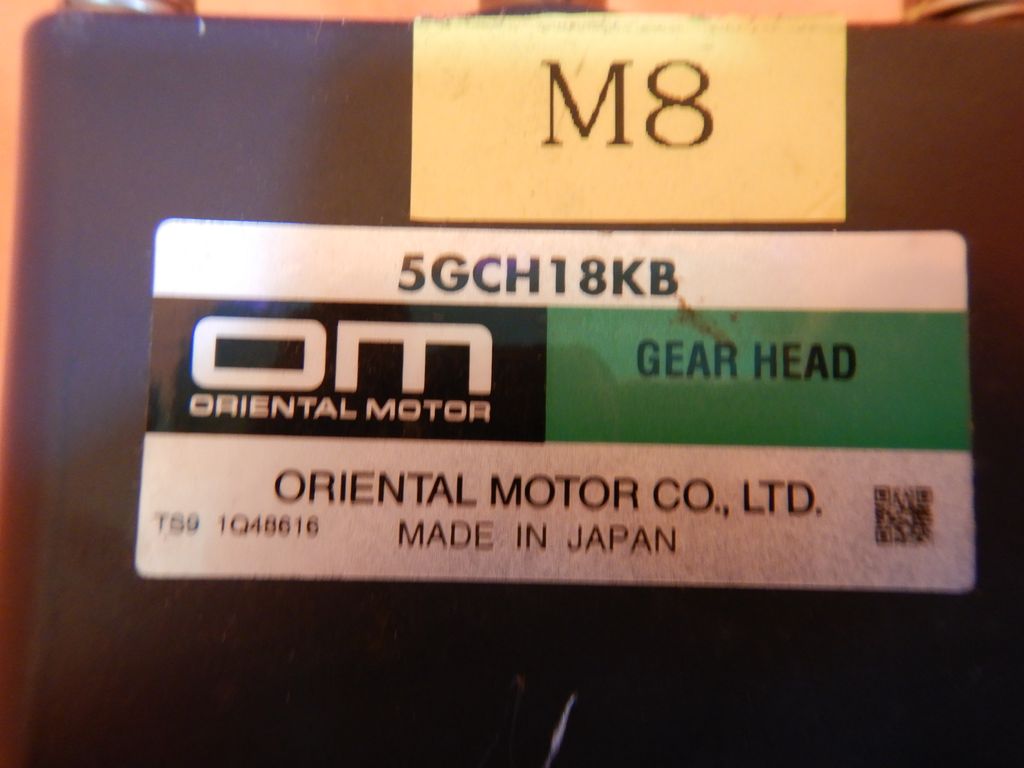 M8
5GCH18KB
om
ORIENTAL MOTOR
GEAR HEAD
ORIENTAL MOTOR CO., LTD.
TS9 1Q48616
MADE IN JAPAN